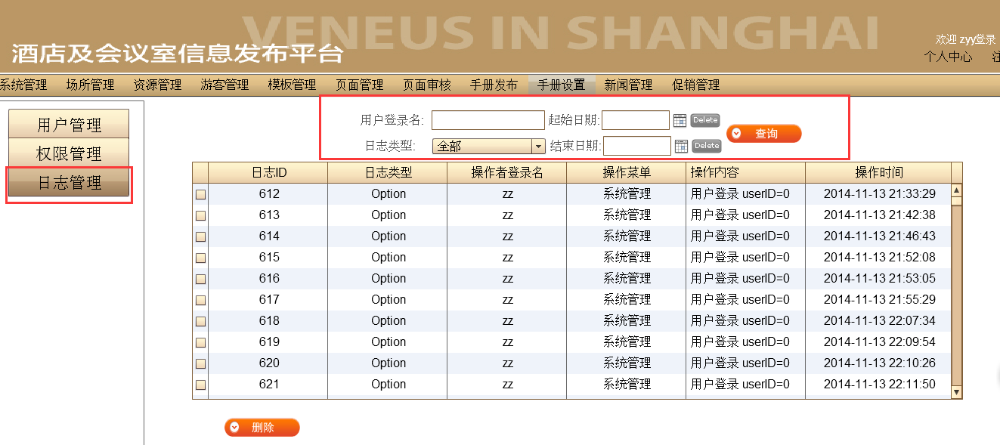 VENEUS IN SHANGHAI
酒店及会议室信息发布平台
欢迎 zyy登录
个人中心
系统管理 场所管理 资源管理 游客管理 模板管理 页面管理 页面审核 手册发布 手册设置 新闻管理 促销管理
用户管理
权限管理
日志管理
用户登录名: 起始日期: Delete
查询
日志类型: 全部 结束日期: Delete
日志ID 日志类型 操作者登录名 操作菜单 操作内容 操作时间
612 Option zz 系统管理 用户登录 userID=0 2014-11-13 21:33:29
613 Option zz 系统管理 用户登录 userID=0 2014-11-13 21:42:38
614 Option zz 系统管理 用户登录 userID=0 2014-11-13 21:46:43
615 Option zz 系统管理 用户登录 userID=0 2014-11-13 21:52:08
616 Option zz 系统管理 用户登录 userID=0 2014-11-13 21:53:05
617 Option zz 系统管理 用户登录 userID=0 2014-11-13 21:55:29
618 Option zz 系统管理 用户登录 userID=0 2014-11-13 22:07:34
619 Option zz 系统管理 用户登录 userID=0 2014-11-13 22:09:54
620 Option zz 系统管理 用户登录 userID=0 2014-11-13 22:10:26
621 Option zz 系统管理 用户登录 userID=0 2014-11-13 22:11:50
删除